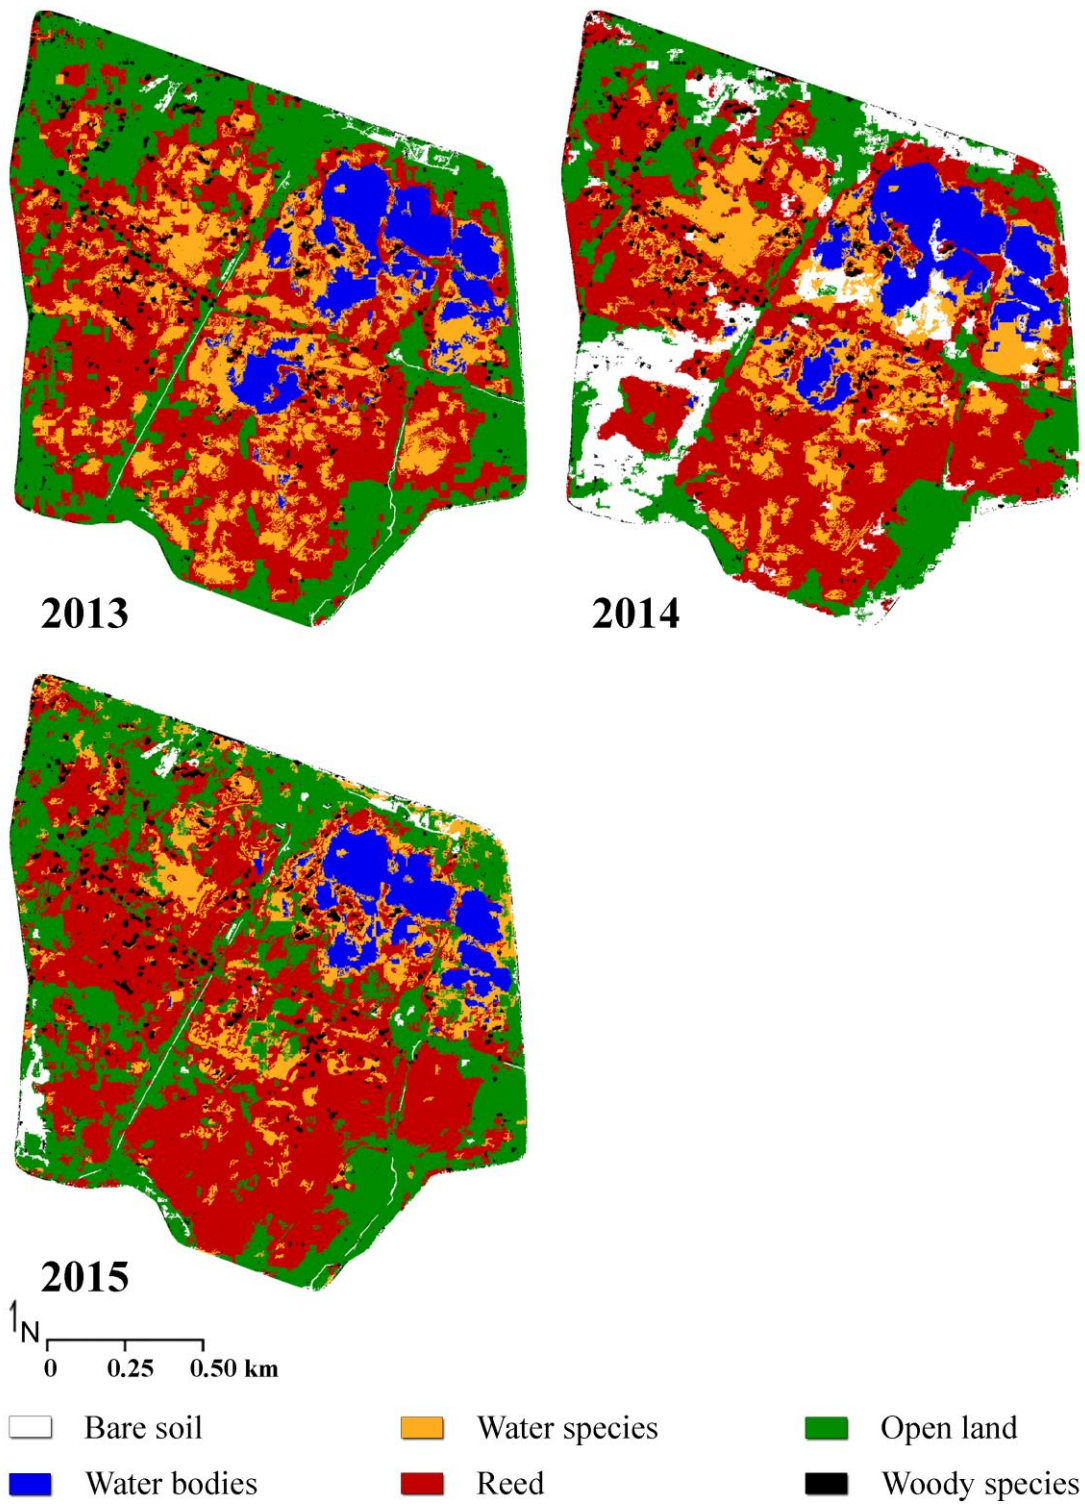 2013
2014
2015
N
0 0.25 0.50 km
Bare soil
Water species
Open land
Water bodies
Reed
Woody species